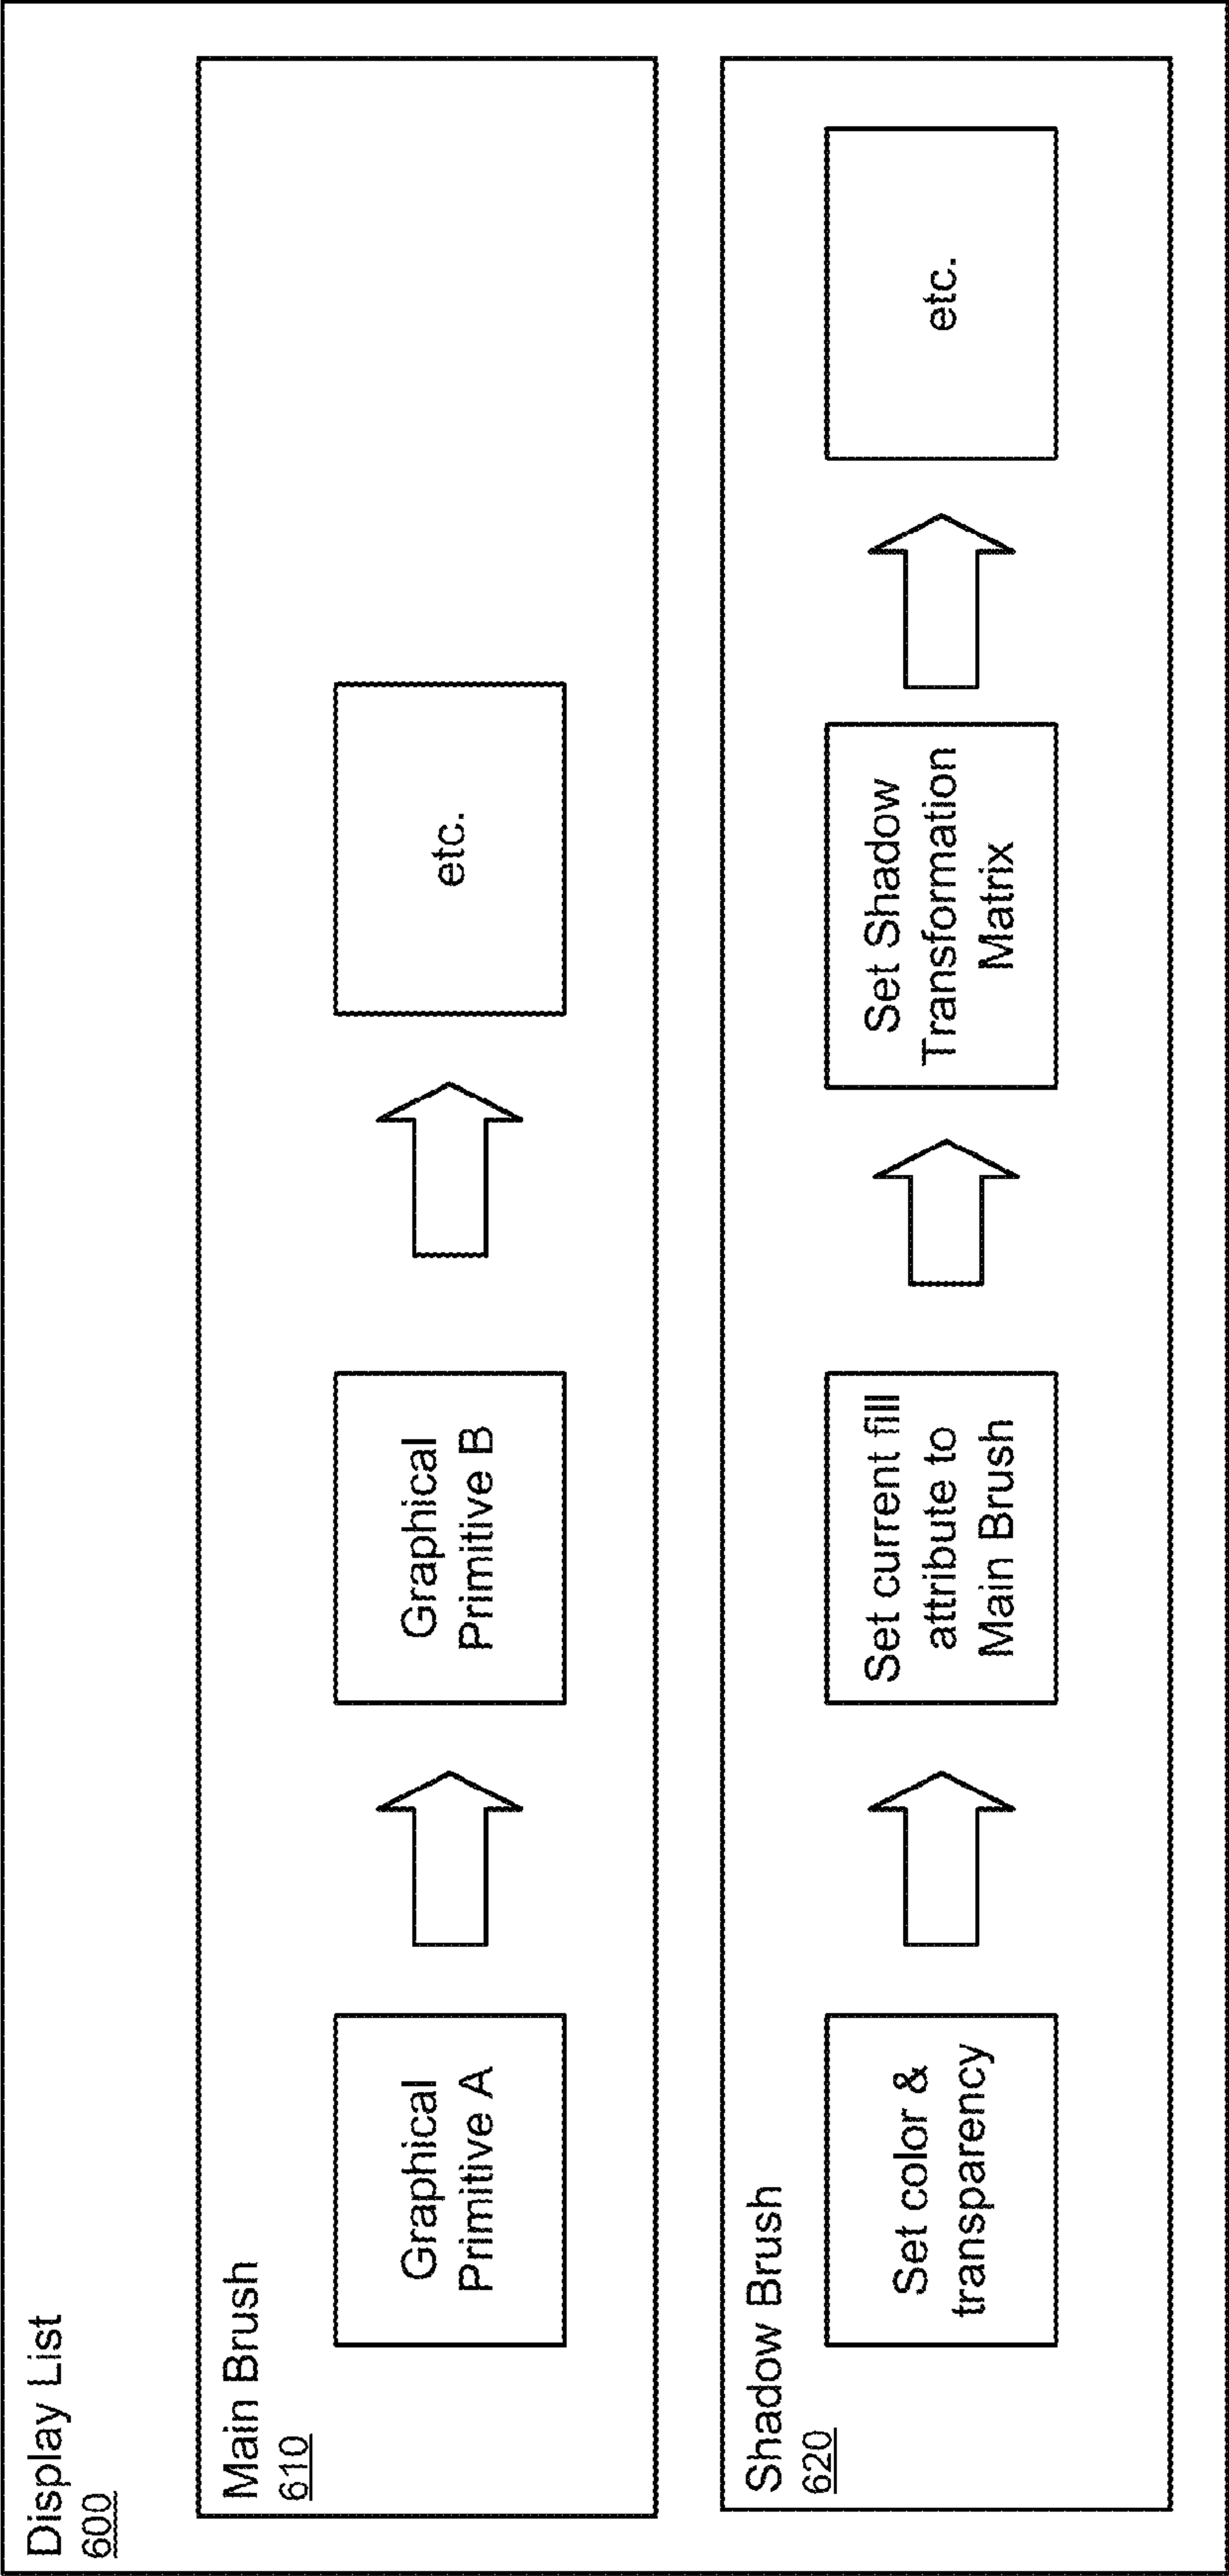 Display List
600
Main Brush
610
Graphical
Primitive A
Graphical
Primitive B
etc.
Shadow Brush
620
Set color &
transparency
Set current fill
attribute to
Main Brush
Set Shadow
Transformation
Matrix
etc.